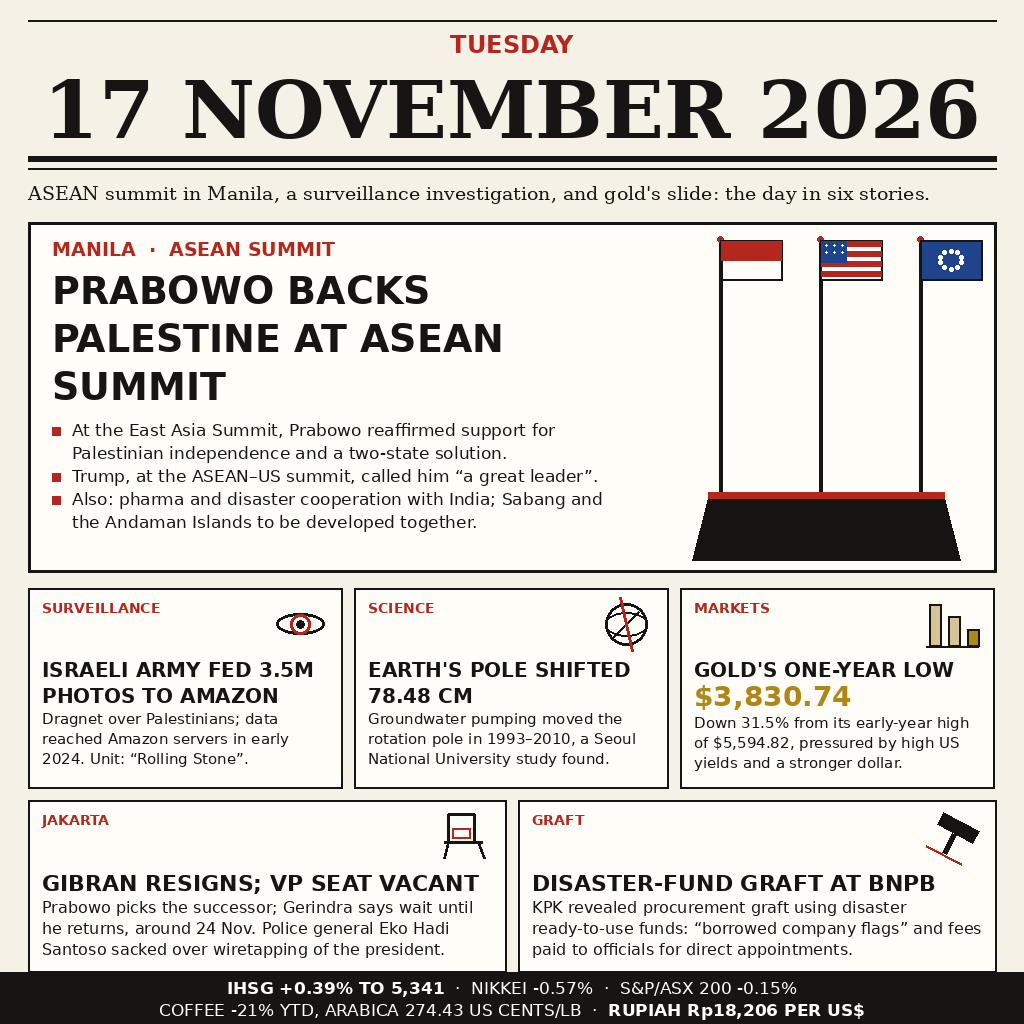 TUESDAY
17 NOVEMBER 2026
ASEAN summit in Manila, a surveillance investigation, and gold's slide: the day in six stories.
MANILA · ASEAN SUMMIT
PRABOWO BACKS
PALESTINE AT ASEAN
SUMMIT
At the East Asia Summit, Prabowo reaffirmed support for
Palestinian independence and a two-state solution.
Trump, at the ASEAN–US summit, called him “a great leader”.
Also: pharma and disaster cooperation with India; Sabang and
the Andaman Islands to be developed together.
SURVEILLANCE
ISRAELI ARMY FED 3.5M
PHOTOS TO AMAZON
Dragnet over Palestinians; data
reached Amazon servers in early
2024. Unit: “Rolling Stone”.
SCIENCE
EARTH'S POLE SHIFTED
78.48 CM
Groundwater pumping moved the
rotation pole in 1993–2010, a Seoul
National University study found.
MARKETS
GOLD'S ONE-YEAR LOW
$3,830.74
Down 31.5% from its early-year high
of $5,594.82, pressured by high US
yields and a stronger dollar.
JAKARTA
GIBRAN RESIGNS; VP SEAT VACANT
Prabowo picks the successor; Gerindra says wait until
he returns, around 24 Nov. Police general Eko Hadi
Santoso sacked over wiretapping of the president.
GRAFT
DISASTER-FUND GRAFT AT BNPB
KPK revealed procurement graft using disaster
ready-to-use funds: “borrowed company flags” and fees
paid to officials for direct appointments.
IHSG +0.39% TO 5,341 · NIKKEI -0.57% · S&P/ASX 200 -0.15%
COFFEE -21% YTD, ARABICA 274.43 US CENTS/LB · RUPIAH Rp18,206 PER US$